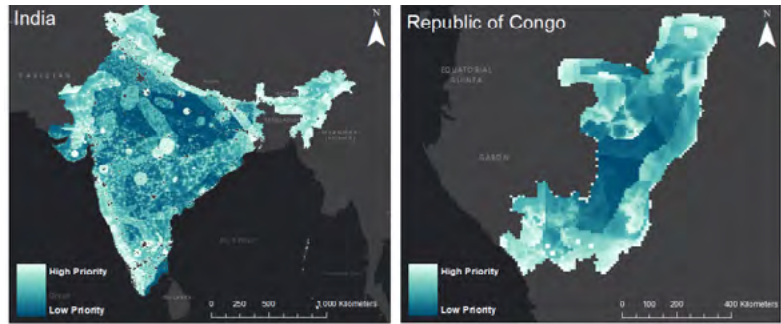 India
N
PAKISTAN
High Priority
Low Priority
0 250 500 1,000 Kilometers
Republic of Congo
N
EQUATORIAL
GUINEA
GABON
High Priority
Low Priority
0 100 200 400 Kilometers